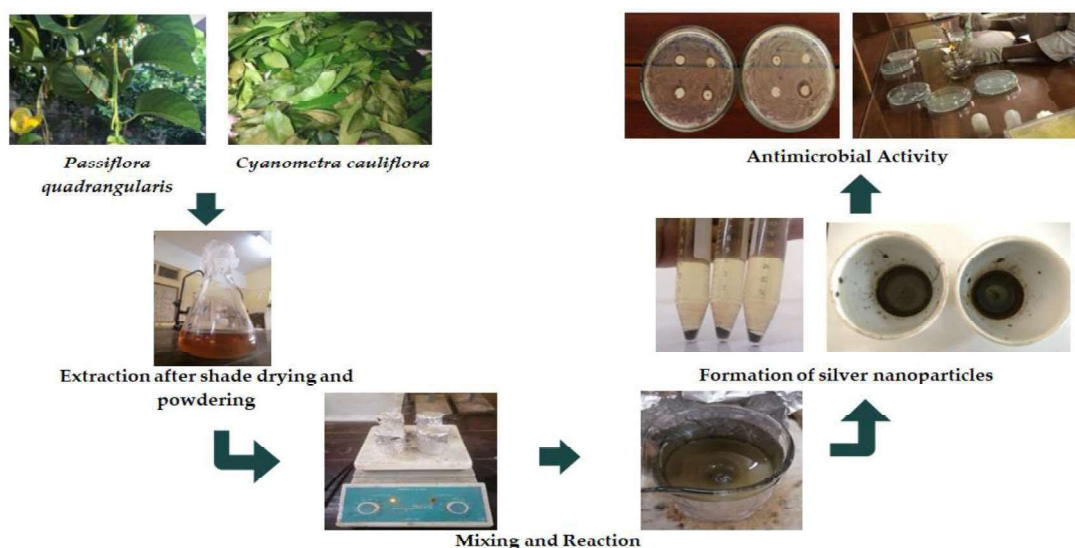 Passiflora
quadrangularis
Cyanometra cauliflora
Extraction after shade drying and
powdering
Mixing and Reaction
Formation of silver nanoparticles
Antimicrobial Activity